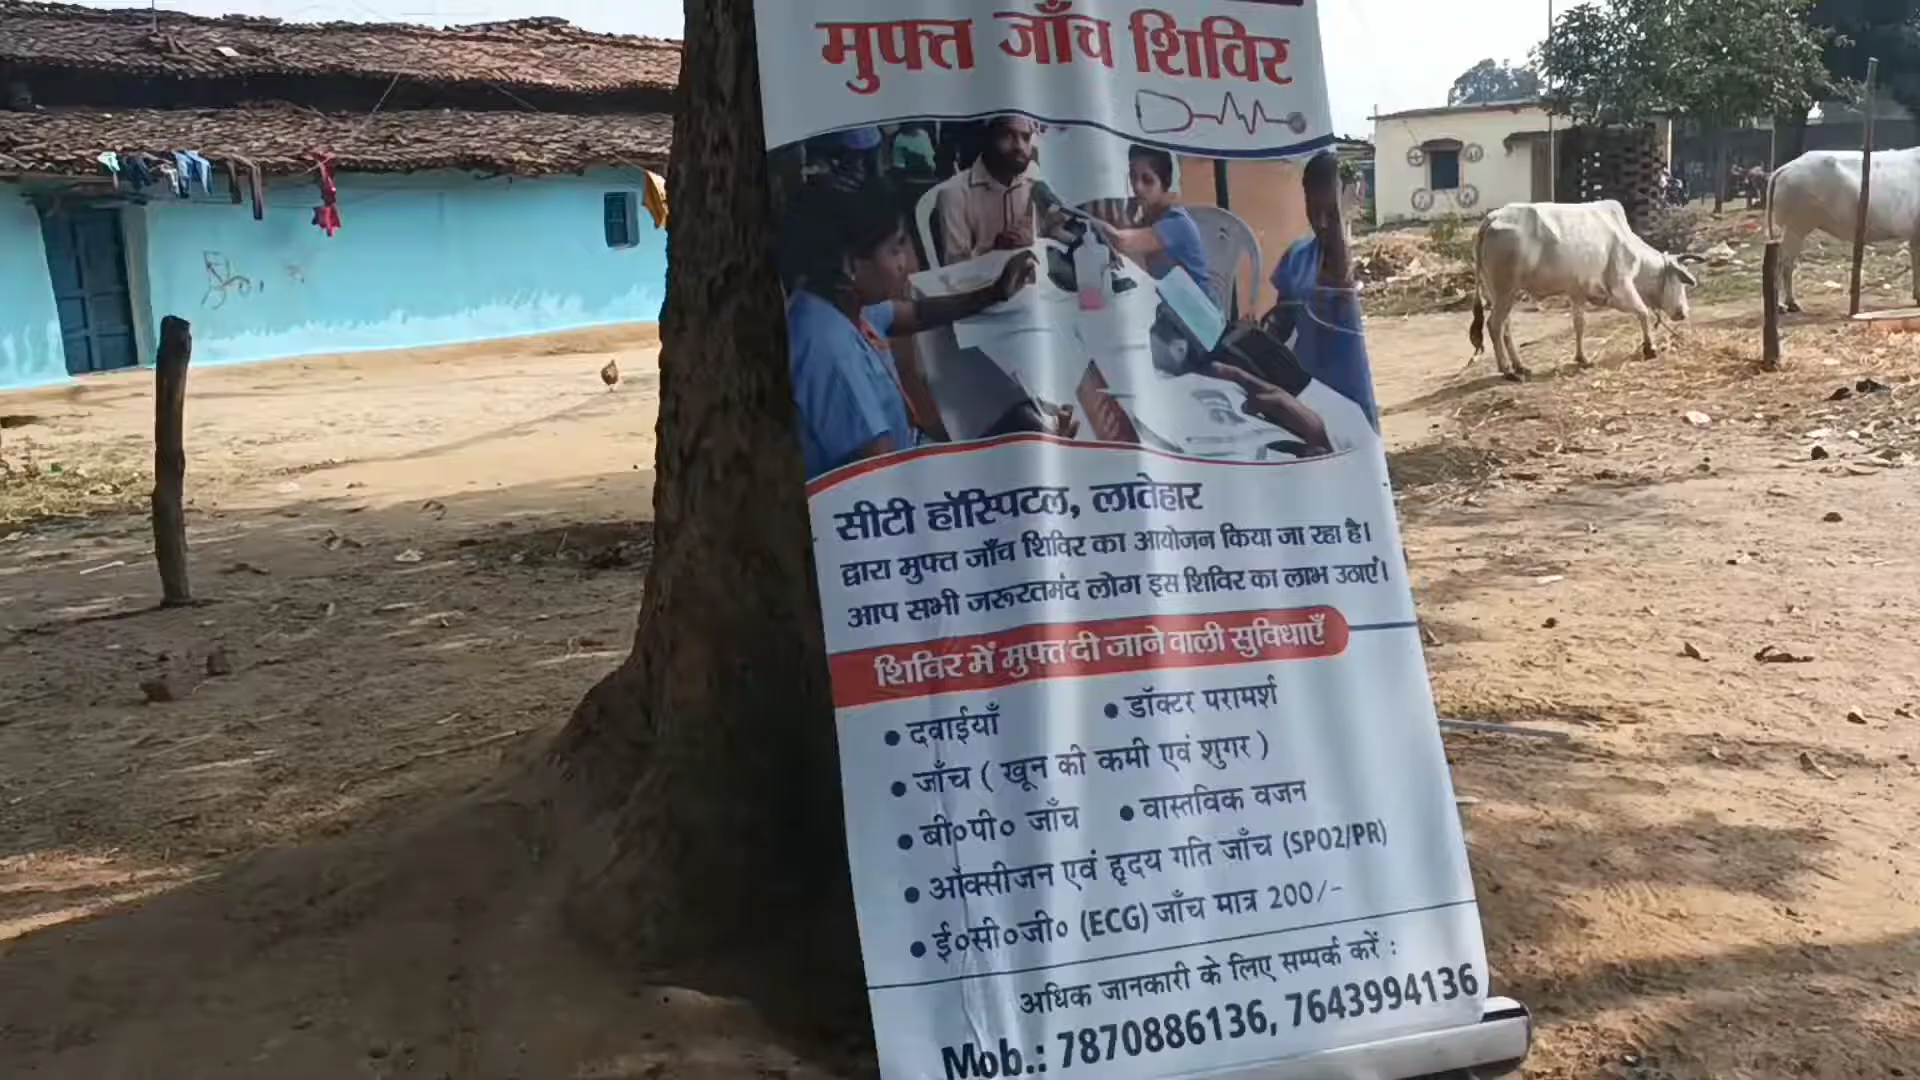 मुफ्त जाँच शिविर
सीटी हॉस्पिटल, लातेहार
द्वारा मुफ्त जाँच शिविर का आयोजन किया जा रहा है।
आप सभी जरूरतमंद लोग इस शिविर का लाभ उठाएं।
शिविर में मुफ्त दी जाने वाली सुविधाएँ
• दवाईयाँ • डॉक्टर परामर्श
• जाँच ( खून की कमी एवं शुगर )
• बी०पी० जाँच • वास्तविक वजन
• ऑक्सीजन एवं हृदय गति जाँच (SPO2/PR)
• ई०सी०जी० (ECG) जाँच मात्र 200/-
अधिक जानकारी के लिए सम्पर्क करें :
Mob.: 7870886136, 7643994136